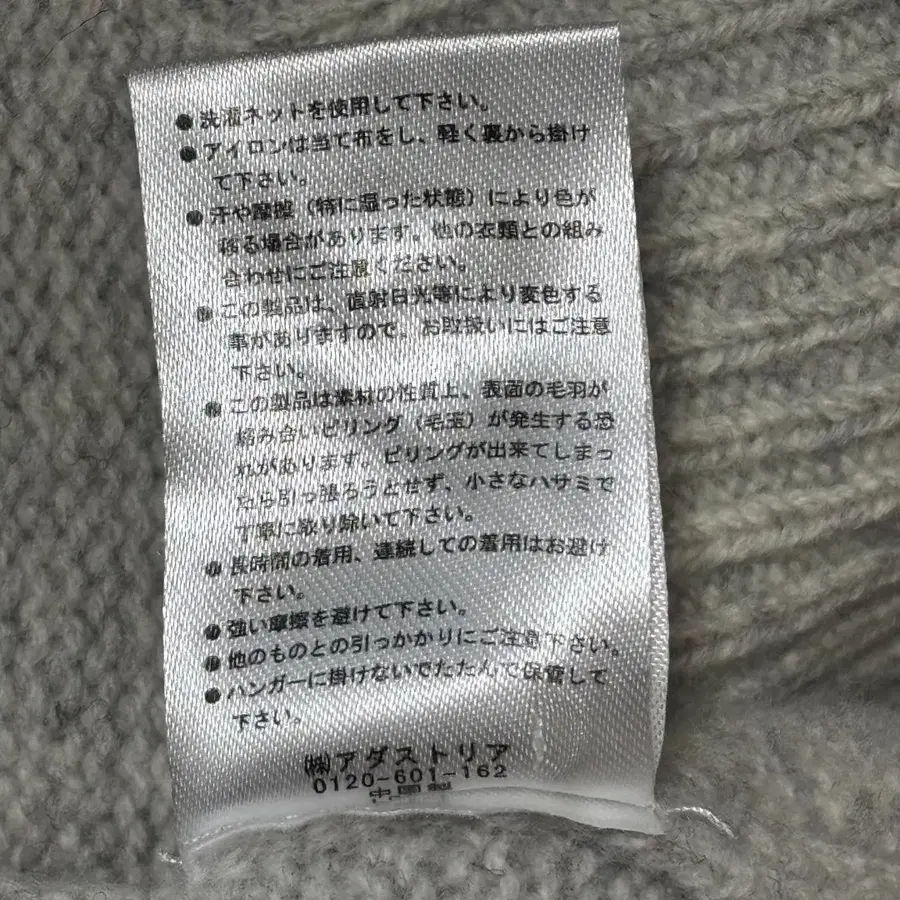 ●洗濯ネットを使用して下さい。
●アイロンは当て布をし、軽く裏から掛け
て下さい。
●汗や摩擦（特に湿った状態）により色が
移る場合があります。他の衣類との組み
合わせにご注意ください。
●この製品は、直射日光等により変色する
事がありますので、お取扱いにはご注意
下さい。
●この製品は素材の性質上、表面の毛羽が
絡み合いピリング（毛玉）が発生する恐
れがあります。ピリングが出来てしまっ
たら引っ張ろうとせず、小さなハサミで
丁寧に取り除いて下さい。
●長時間の着用、連続しての着用はお避け
下さい。
●強い摩擦を避けて下さい。
●他のものとの引っかかりにご注意下さい。
●ハンガーに掛けないでたたんで保管して
下さい。
㈱アダストリア
0120-601-162
中国製